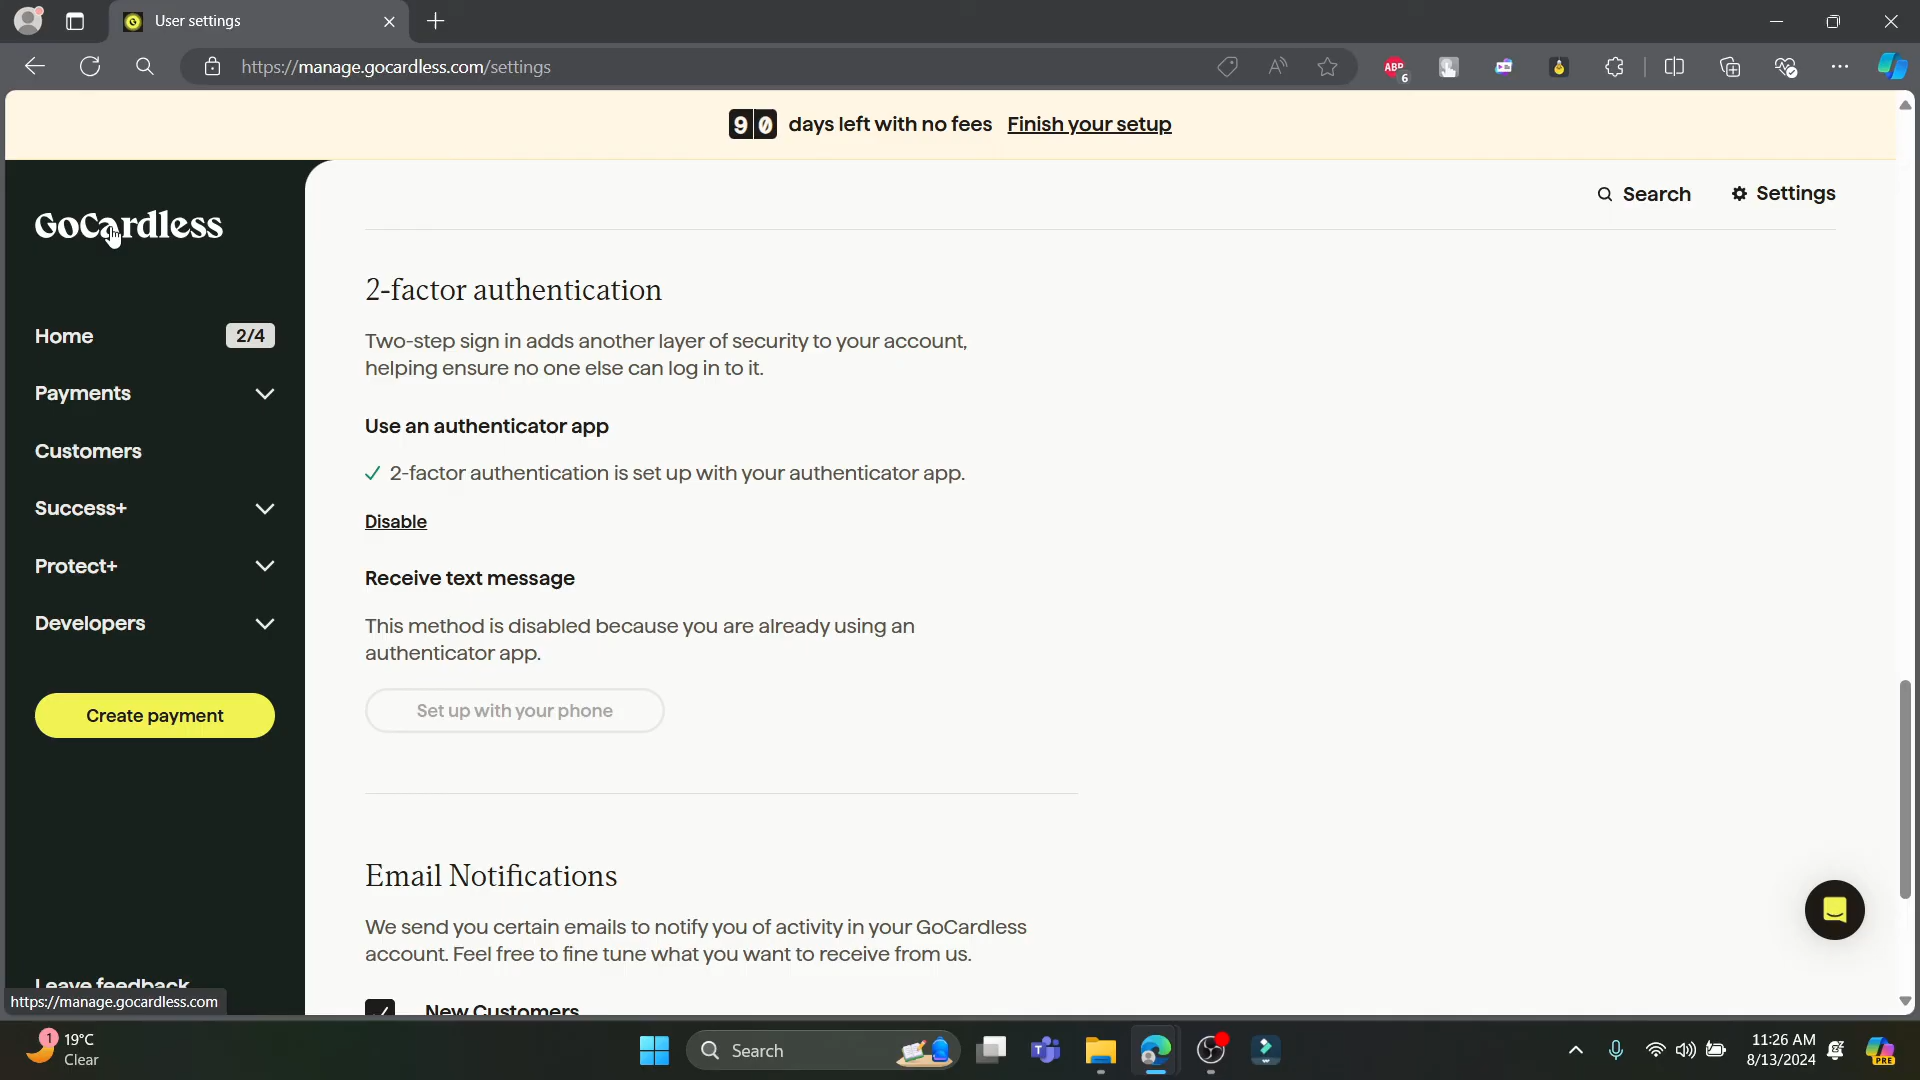 User settings
https://manage.gocardless.com/settings
ABP
6
90 days left with no fees Finish your setup
GoCardless
Search
Settings
Home
2/4
Payments
Customers
Success+
Protect+
Developers
Create payment
Leave feedback
https://manage.gocardless.com
2-factor authentication
Two-step sign in adds another layer of security to your account,
helping ensure no one else can log in to it.
Use an authenticator app
2-factor authentication is set up with your authenticator app.
Disable
Receive text message
This method is disabled because you are already using an
authenticator app.
Set up with your phone
Email Notifications
We send you certain emails to notify you of activity in your GoCardless
account. Feel free to fine tune what you want to receive from us.
New Customers
1
19°C
Clear
Search
11:26 AM
8/13/2024
PRE